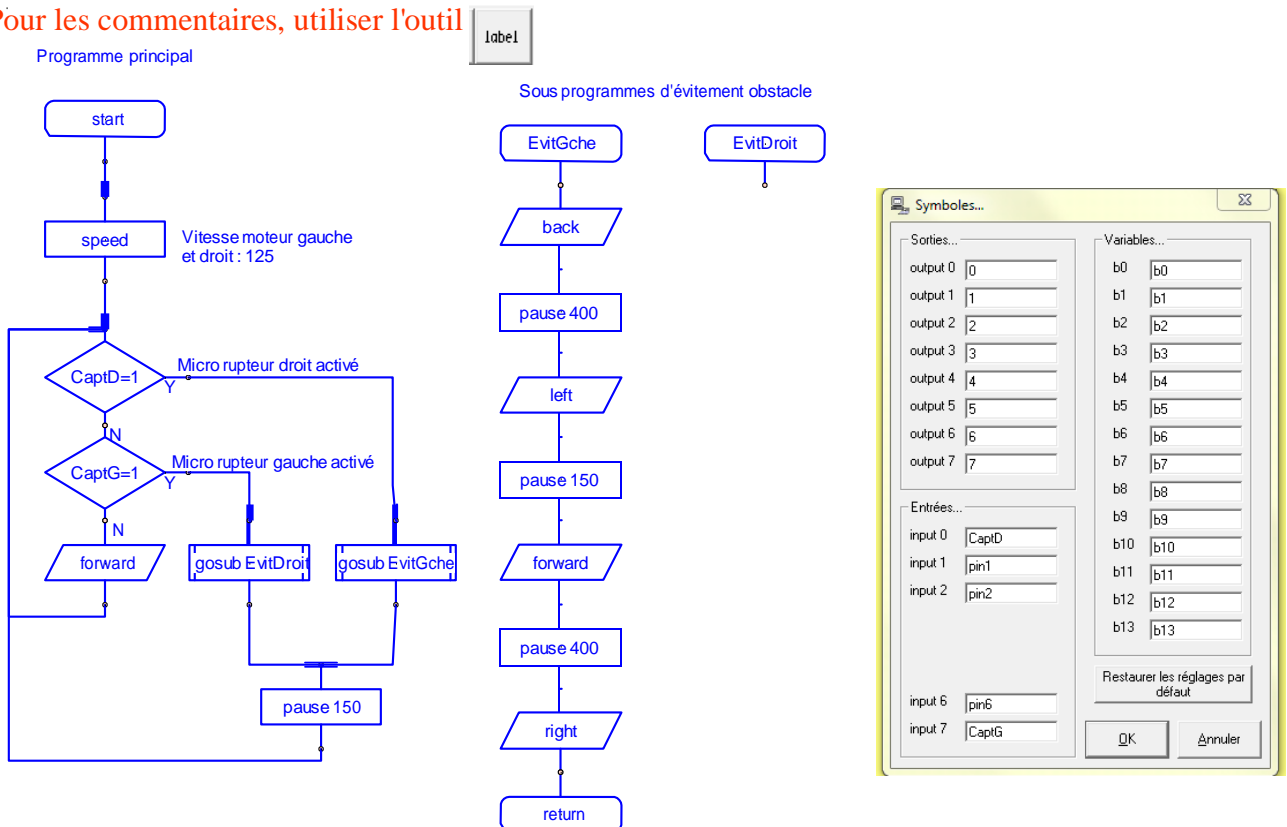 Pour les commentaires, utiliser l'outil
label
Programme principal
start
speed
Vitesse moteur gauche
et droit : 125
CaptD=1
Y
Micro rupteur droit activé
N
CaptG=1
Y
Micro rupteur gauche activé
N
forward
gosub EvitDroit
gosub EvitGche
pause 150
Sous programmes d'évitement obstacle
EvitGche
back
pause 400
left
pause 150
forward
pause 400
right
return
EvitDroit
Symboles...
Sorties...
output 0 0
output 1 1
output 2 2
output 3 3
output 4 4
output 5 5
output 6 6
output 7 7
Entrées...
input 0 CaptD
input 1 pin1
input 2 pin2
input 6 pin6
input 7 CaptG
Variables...
b0 b0
b1 b1
b2 b2
b3 b3
b4 b4
b5 b5
b6 b6
b7 b7
b8 b8
b9 b9
b10 b10
b11 b11
b12 b12
b13 b13
Restaurer les réglages par
défaut
OK
Annuler